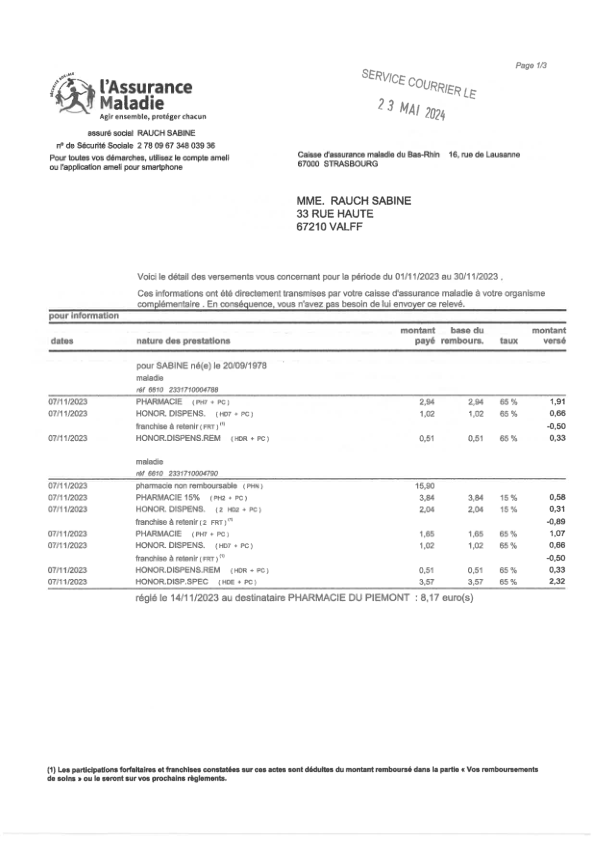 Page 1/3
SÉCURITÉ SOCIALE
l'Assurance
Maladie
Agir ensemble, protéger chacun
SERVICE COURRIER LE
23 MAI 2024
assuré social RAUCH SABINE
n° de Sécurité Sociale 2 78 09 67 348 039 36
Pour toutes vos démarches, utilisez le compte ameli
ou l'application ameli pour smartphone
Caisse d'assurance maladie du Bas-Rhin 16, rue de Lausanne
67000 STRASBOURG
MME. RAUCH SABINE
33 RUE HAUTE
67210 VALFF
Voici le détail des versements vous concernant pour la période du 01/11/2023 au 30/11/2023 ,
Ces informations ont été directement transmises par votre caisse d'assurance maladie à votre organisme
complémentaire . En conséquence, vous n'avez pas besoin de lui envoyer ce relevé.
pour information
dates nature des prestations montant payé base du rembours. taux montant versé
pour SABINE né(e) le 20/09/1978
maladie
réf 6610 2331710004788
07/11/2023 PHARMACIE ( PH7 + PC ) 2,94 2,94 65 % 1,91
07/11/2023 HONOR. DISPENS. ( HD7 + PC ) 1,02 1,02 65 % 0,66
franchise à retenir ( FRT ) (1) -0,50
07/11/2023 HONOR.DISPENS.REM ( HDR + PC ) 0,51 0,51 65 % 0,33
maladie
réf 6610 2331710004790
07/11/2023 pharmacie non remboursable ( PHN ) 15,90
07/11/2023 PHARMACIE 15% ( PH2 + PC ) 3,84 3,84 15 % 0,58
07/11/2023 HONOR. DISPENS. ( 2 HD2 + PC ) 2,04 2,04 15 % 0,31
franchise à retenir ( 2 FRT ) (1) -0,89
07/11/2023 PHARMACIE ( PH7 + PC ) 1,65 1,65 65 % 1,07
07/11/2023 HONOR. DISPENS. ( HD7 + PC ) 1,02 1,02 65 % 0,66
franchise à retenir ( FRT ) (1) -0,50
07/11/2023 HONOR.DISPENS.REM ( HDR + PC ) 0,51 0,51 65 % 0,33
07/11/2023 HONOR.DISP.SPEC ( HDE + PC ) 3,57 3,57 65 % 2,32
réglé le 14/11/2023 au destinataire PHARMACIE DU PIEMONT : 8,17 euro(s)
(1) Les participations forfaitaires et franchises constatées sur ces actes sont déduites du montant remboursé dans la partie « Vos remboursements
de soins » ou le seront sur vos prochains règlements.